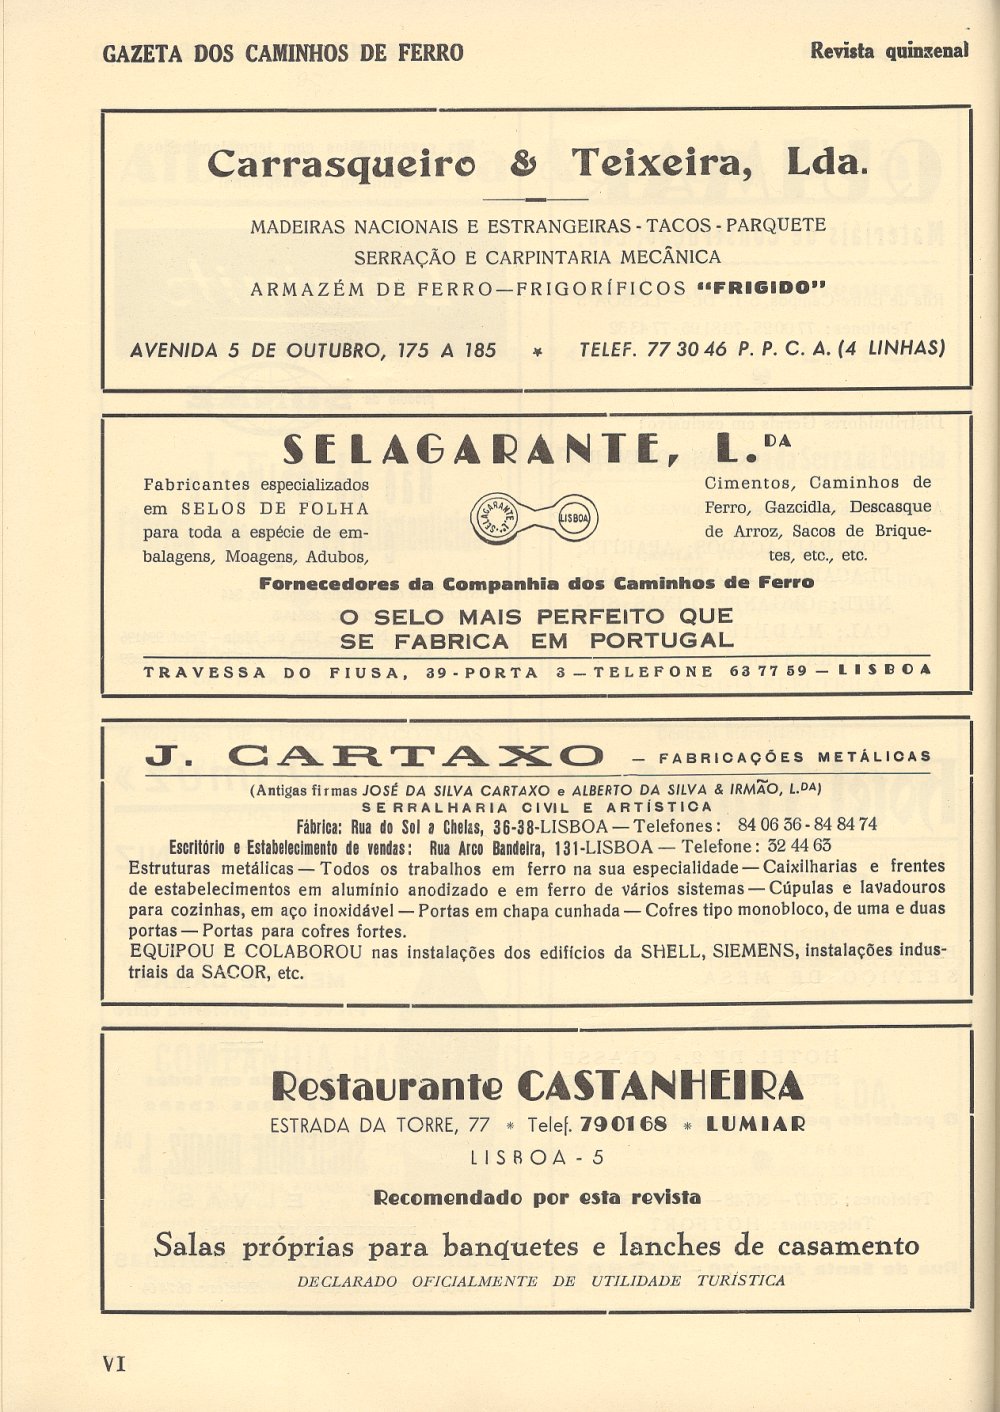 GAZETA DOS CAMINHOS DE FERRO
Revista quinzenal
Carrasqueiro & Teixeira, Lda.
MADEIRAS NACIONAIS E ESTRANGEIRAS - TACOS - PARQUETE
SERRAÇÃO E CARPINTARIA MECÂNICA
ARMAZÉM DE FERRO—FRIGORÍFICOS "FRIGIDO"
AVENIDA 5 DE OUTUBRO, 175 A 185 * TELEF. 77 30 46 P. P. C. A. (4 LINHAS)
SELAGARANTE, L.DA
Fabricantes especializados
em SELOS DE FOLHA
para toda a espécie de em-
balagens, Moagens, Adubos,
SELAGARANTE, L.DA
LISBOA
Cimentos, Caminhos de
Ferro, Gazcidla, Descasque
de Arroz, Sacos de Brique-
tes, etc., etc.
Fornecedores da Companhia dos Caminhos de Ferro
O SELO MAIS PERFEITO QUE
SE FABRICA EM PORTUGAL
TRAVESSA DO FIUSA, 39 - PORTA 3 — TELEFONE 63 77 59 — LISBOA
J. CARTAXO — FABRICAÇÕES METÁLICAS
(Antigas firmas JOSÉ DA SILVA CARTAXO e ALBERTO DA SILVA & IRMÃO, L.DA)
SERRALHARIA CIVIL E ARTÍSTICA
Fábrica: Rua do Sol a Chelas, 36-38-LISBOA — Telefones: 84 06 36 - 84 84 74
Escritório e Estabelecimento de vendas: Rua Arco Bandeira, 131-LISBOA — Telefone: 32 44 63
Estruturas metálicas — Todos os trabalhos em ferro na sua especialidade — Caixilharias e frentes
de estabelecimentos em alumínio anodizado e em ferro de vários sistemas — Cúpulas e lavadouros
para cozinhas, em aço inoxidável — Portas em chapa cunhada — Cofres tipo monobloco, de uma e duas
portas — Portas para cofres fortes.
EQUIPOU E COLABOROU nas instalações dos edifícios da SHELL, SIEMENS, instalações indus-
triais da SACOR, etc.
Restaurante CASTANHEIRA
ESTRADA DA TORRE, 77 * Telef. 790168 * LUMIAR
LISBOA - 5
Recomendado por esta revista
Salas próprias para banquetes e lanches de casamento
DECLARADO OFICIALMENTE DE UTILIDADE TURÍSTICA
VI